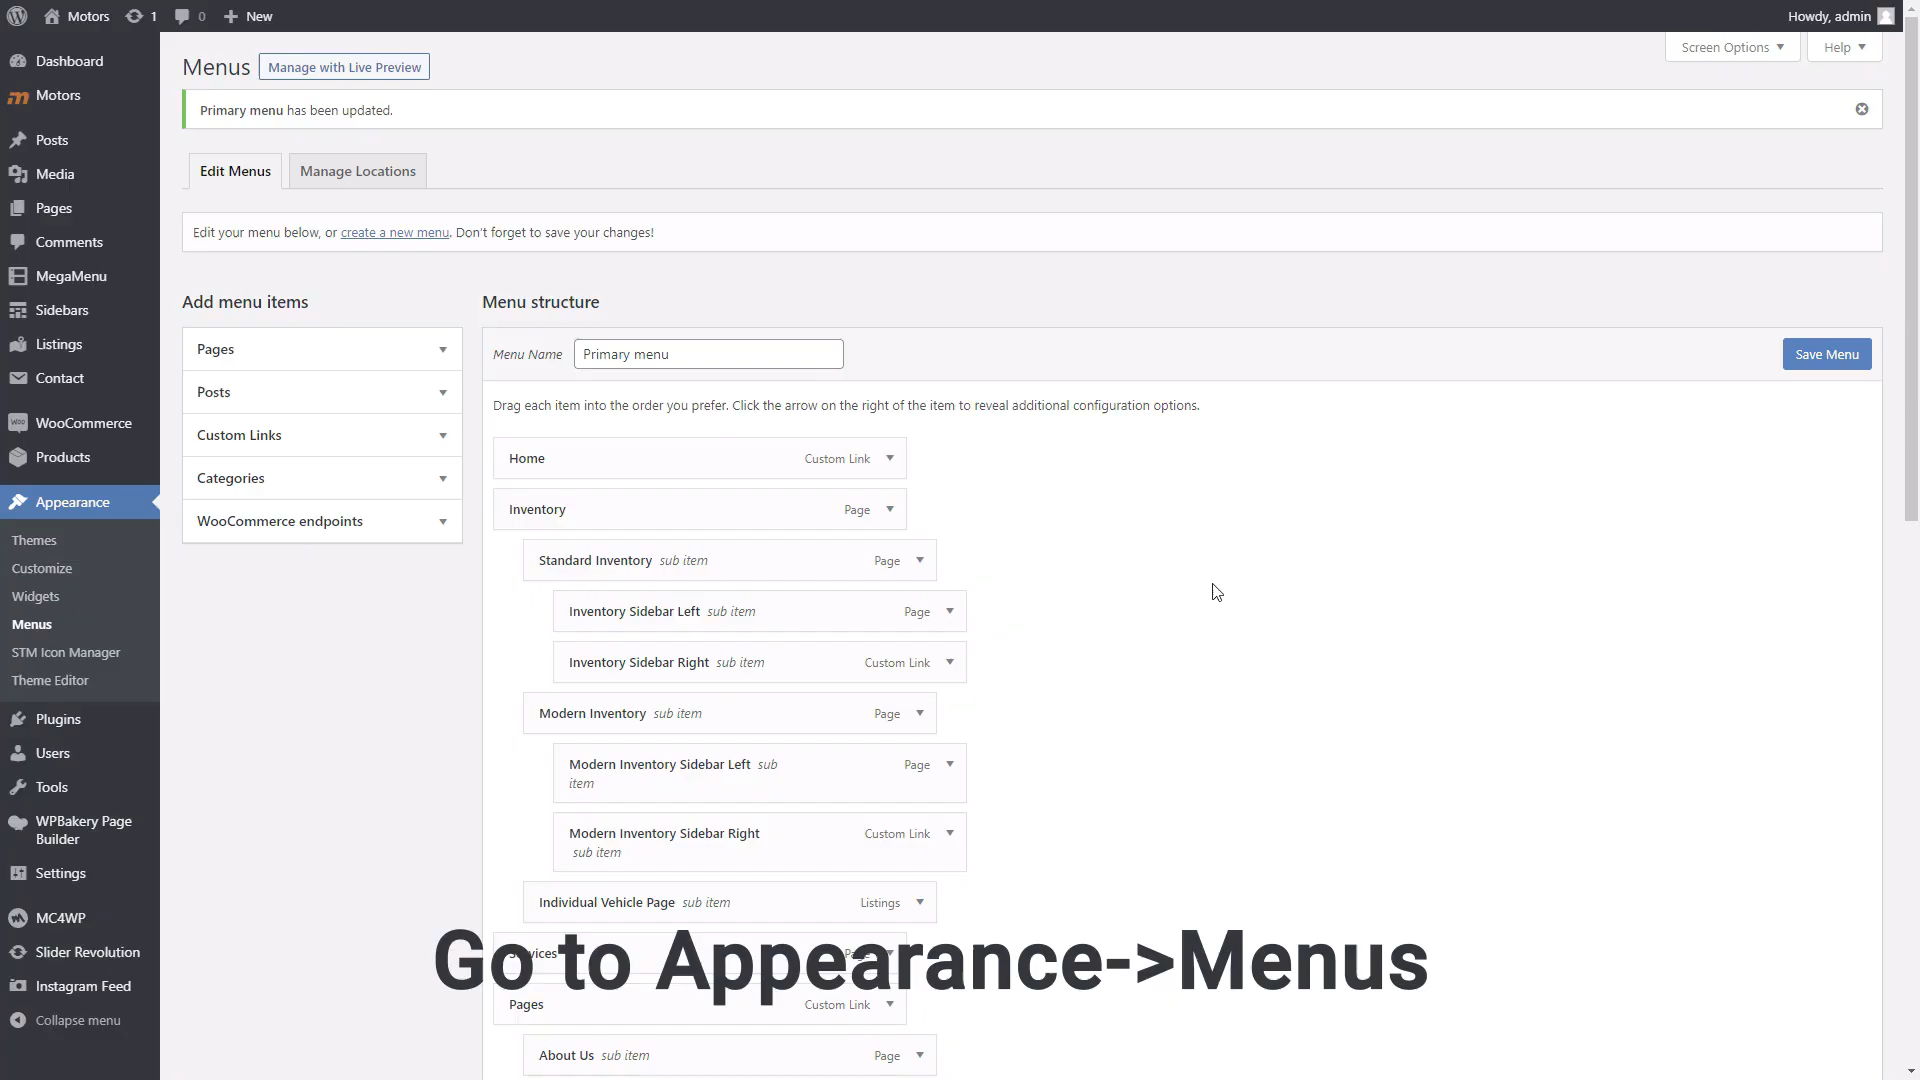 Motors
1
0
New
Howdy, admin
Dashboard
Motors
Posts
Media
Pages
Comments
MegaMenu
Sidebars
Listings
Contact
WooCommerce
Products
Appearance
Themes
Customize
Widgets
Menus
STM Icon Manager
Theme Editor
Plugins
Users
Tools
WPBakery Page
Builder
Settings
MC4WP
Slider Revolution
Instagram Feed
Collapse menu
Screen Options
Help
Menus
Manage with Live Preview
Primary menu has been updated.
Edit Menus
Manage Locations
Edit your menu below, or create a new menu. Don't forget to save your changes!
Add menu items
Pages
Posts
Custom Links
Categories
WooCommerce endpoints
Menu structure
Menu Name
Primary menu
Save Menu
Drag each item into the order you prefer. Click the arrow on the right of the item to reveal additional configuration options.
Home Custom Link
Inventory Page
Standard Inventory sub item Page
Inventory Sidebar Left sub item Page
Inventory Sidebar Right sub item Custom Link
Modern Inventory sub item Page
Modern Inventory Sidebar Left sub Page
item
Modern Inventory Sidebar Right Custom Link
sub item
Individual Vehicle Page sub item Listings
Services Page
Go to Appearance->Menus
Pages Custom Link
About Us sub item Page